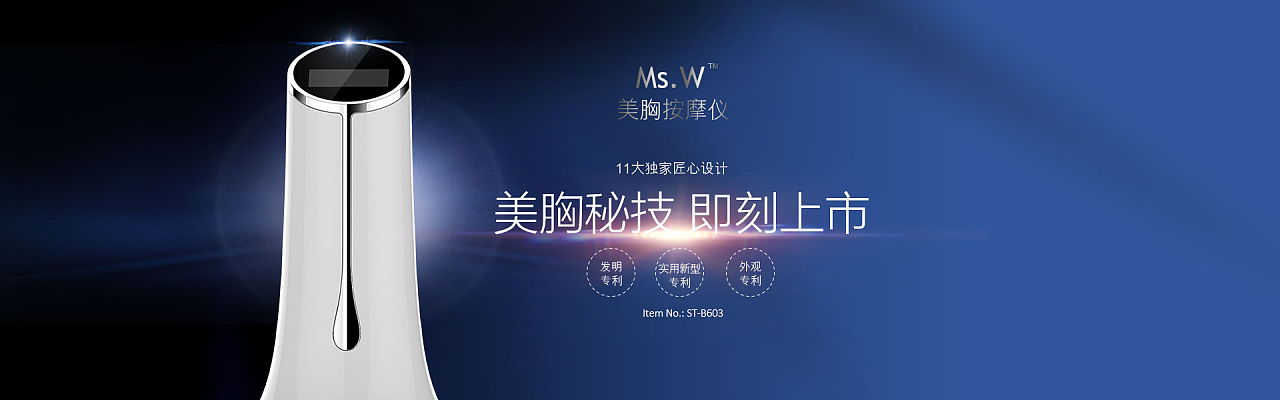 Ms.W™
美胸按摩仪
11大独家匠心设计
美胸秘技 即刻上市
发明
专利
实用新型
专利
外观
专利
Item No.: ST-B603